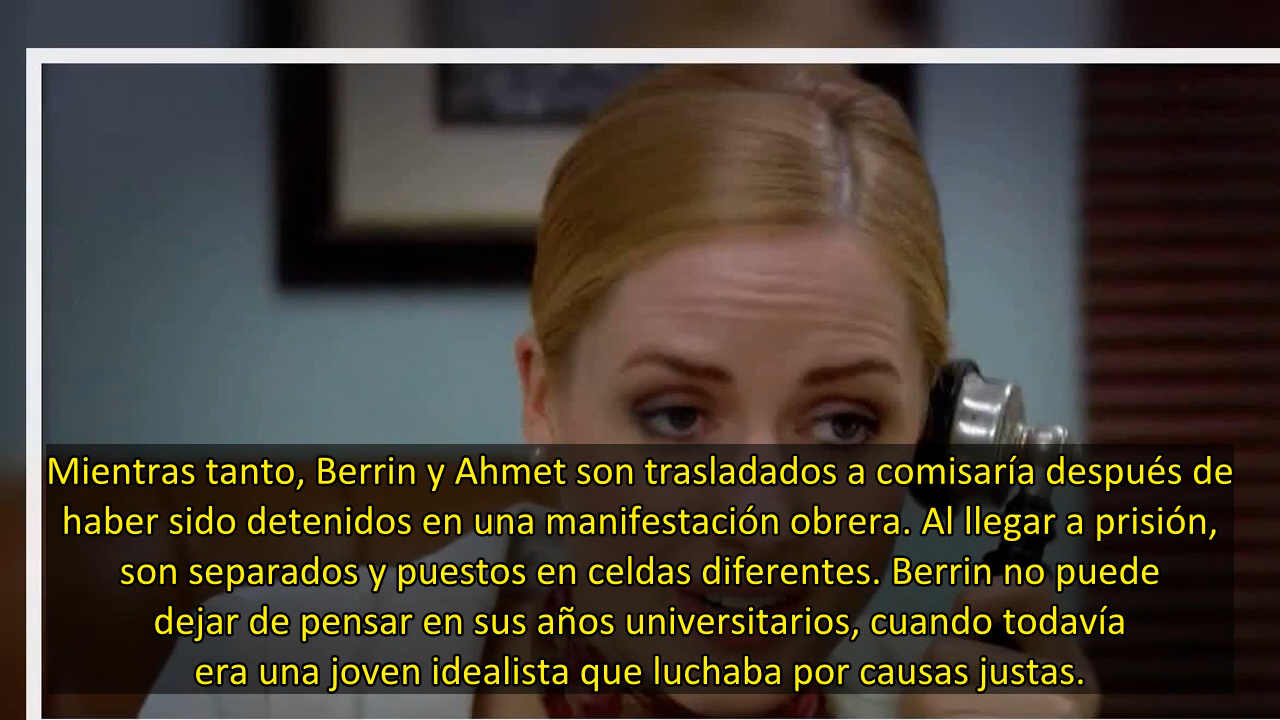 Mientras tanto, Berrin y Ahmet son trasladados a comisaría después de
haber sido detenidos en una manifestación obrera. Al llegar a prisión,
son separados y puestos en celdas diferentes. Berrin no puede
dejar de pensar en sus años universitarios, cuando todavía
era una joven idealista que luchaba por causas justas.